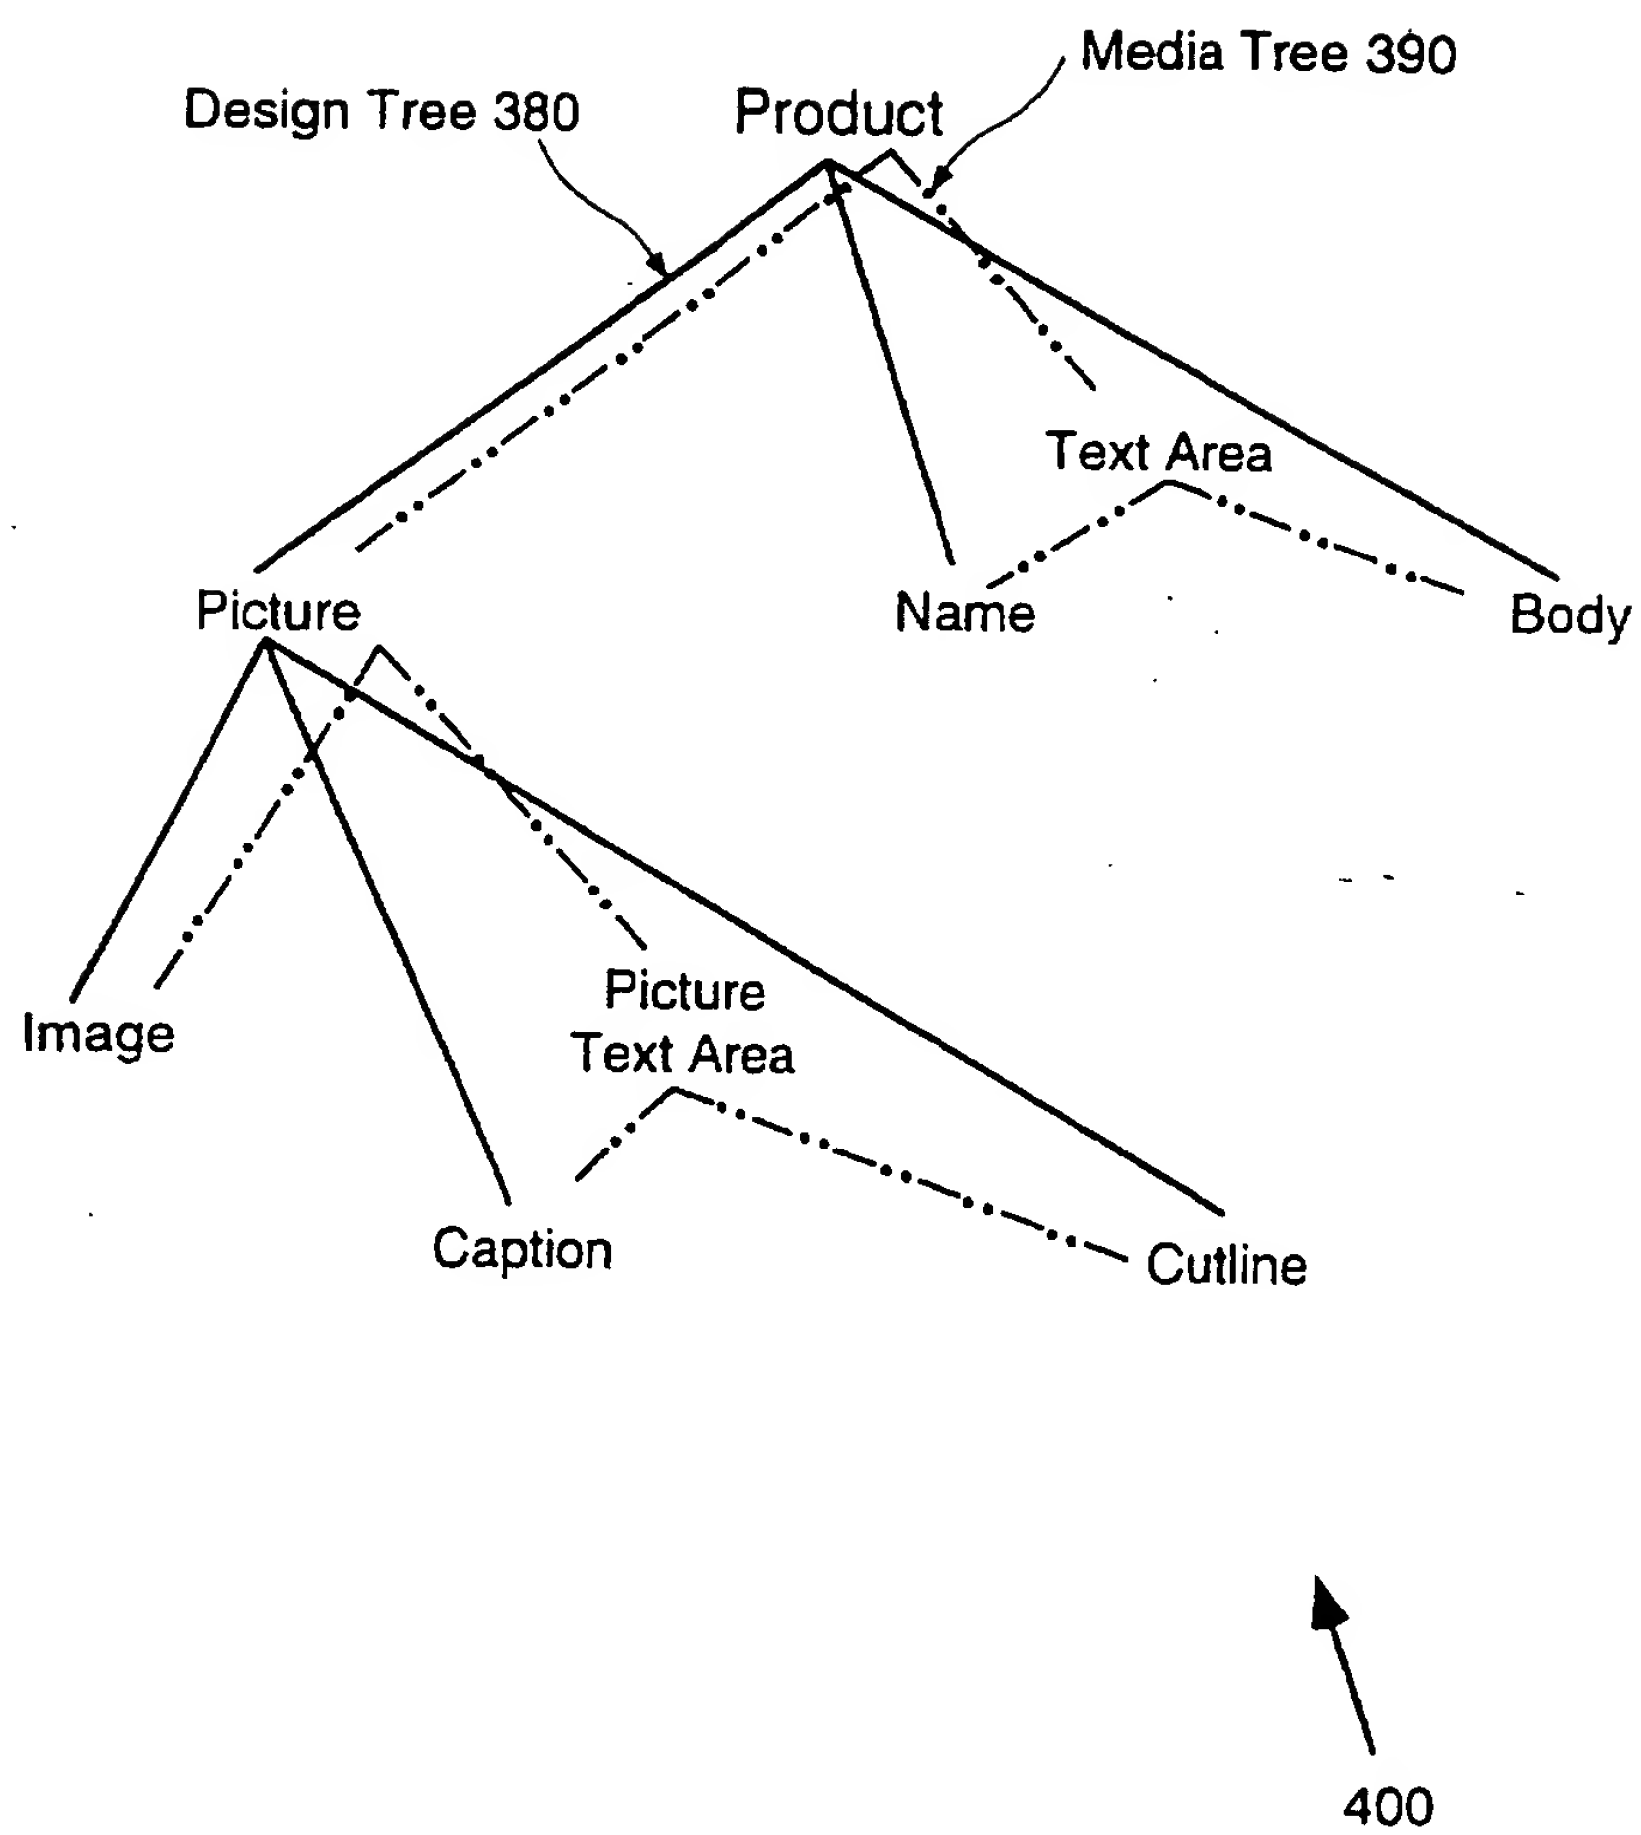 Media Tree 390
Design Tree 380
Product
Text Area
Picture
Name
Body
Picture
Text Area
Image
Caption
Cutline
400